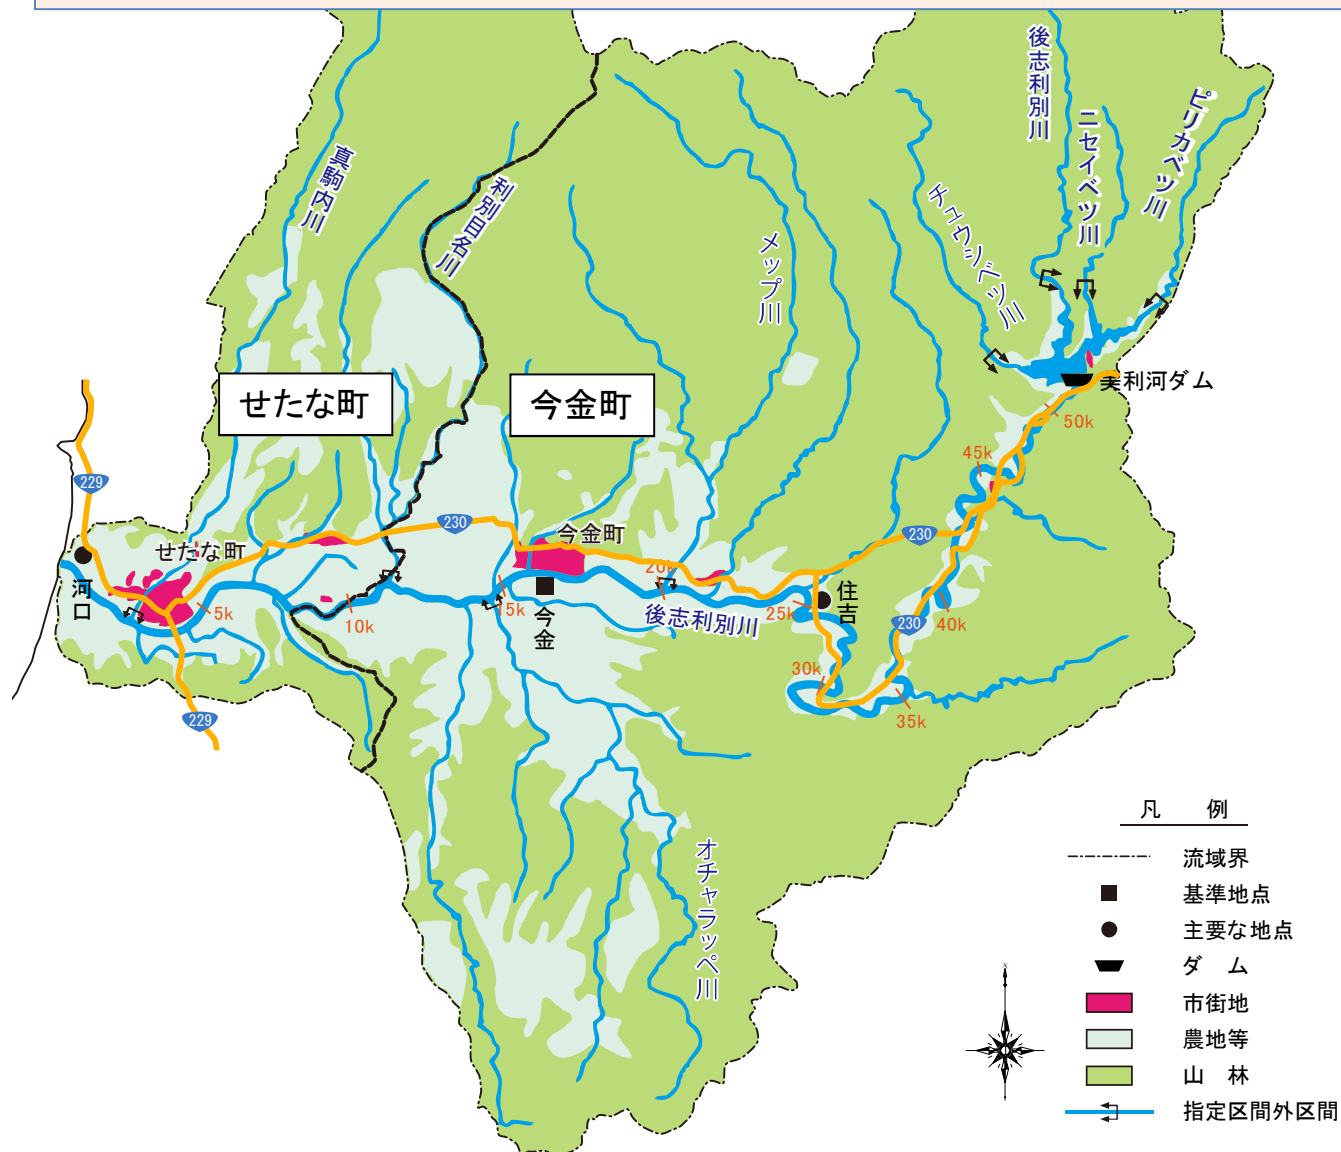 後志利別川
ニセイベツ川
ピリカベツ川
真駒内川
利別目名川
メップ川
チュウシベツ川
美利河ダム
せたな町
今金町
50k
45k
229
230
今金町
230
せたな町
20k
河口
5k
10k
15k
今金
後志利別川
25k
住吉
230
40k
30k
35k
229
オチャラッペ川
凡 例
流域界
基準地点
主要な地点
ダ ム
市街地
農地等
山 林
指定区間外区間